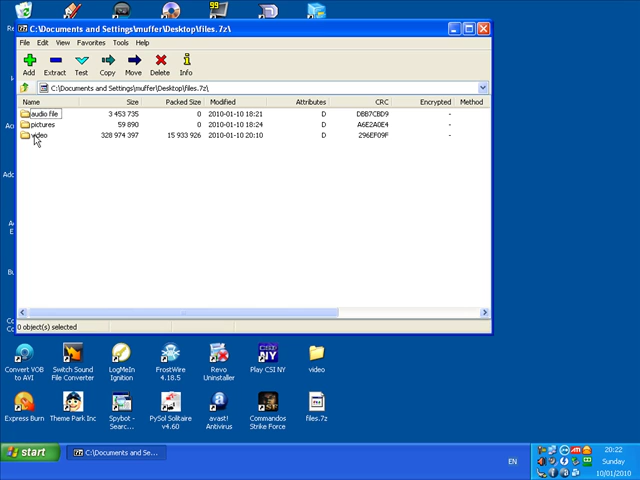 C:\Documents and Settings\muffer\Desktop\files.7z\
File Edit View Favorites Tools Help
Add Extract Test Copy Move Delete Info
C:\Documents and Settings\muffer\Desktop\files.7z\
Name Size Packed Size Modified Attributes CRC Encrypted Method
audio file 3 453 735 0 2010-01-10 18:21 D DBB7CBD9 -
pictures 59 890 0 2010-01-10 18:24 D A6E2A0E4 -
video 328 974 397 15 933 926 2010-01-10 20:10 D 296EF09F -
0 object(s) selected
Convert VOB to AVI
Switch Sound File Converter
LogMeIn Ignition
FrostWire 4.18.5
Revo Uninstaller
Play CSI NY
video
Express Burn
Theme Park Inc
Spybot - Searc...
PySol Solitaire v4.60
avast! Antivirus
Commandos Strike Force
files.7z
start
C:\Documents and Se...
EN
20:22
Sunday
10/01/2010